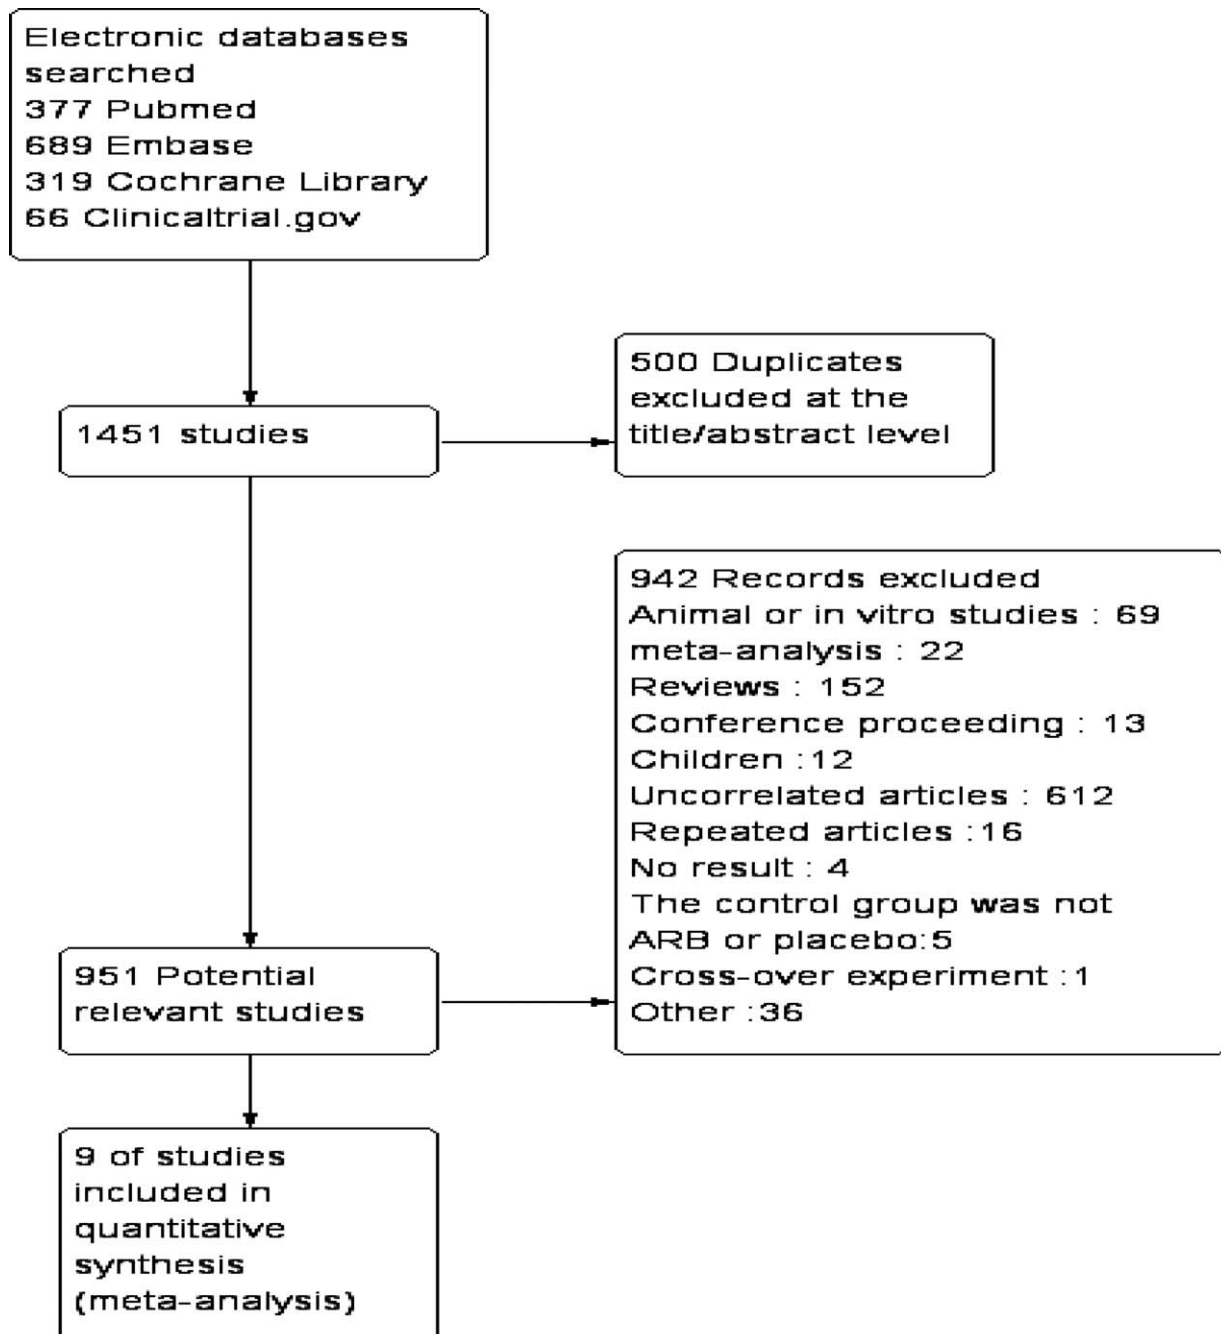 Electronic databases
searched
377 Pubmed
689 Embase
319 Cochrane Library
66 Clinicaltrial.gov
1451 studies
500 Duplicates
excluded at the
title/abstract level
942 Records excluded
Animal or in vitro studies : 69
meta-analysis : 22
Reviews : 152
Conference proceeding : 13
Children :12
Uncorrelated articles : 612
Repeated articles :16
No result : 4
The control group was not
ARB or placebo:5
Cross-over experiment :1
Other :36
951 Potential
relevant studies
9 of studies
included in
quantitative
synthesis
(meta-analysis)